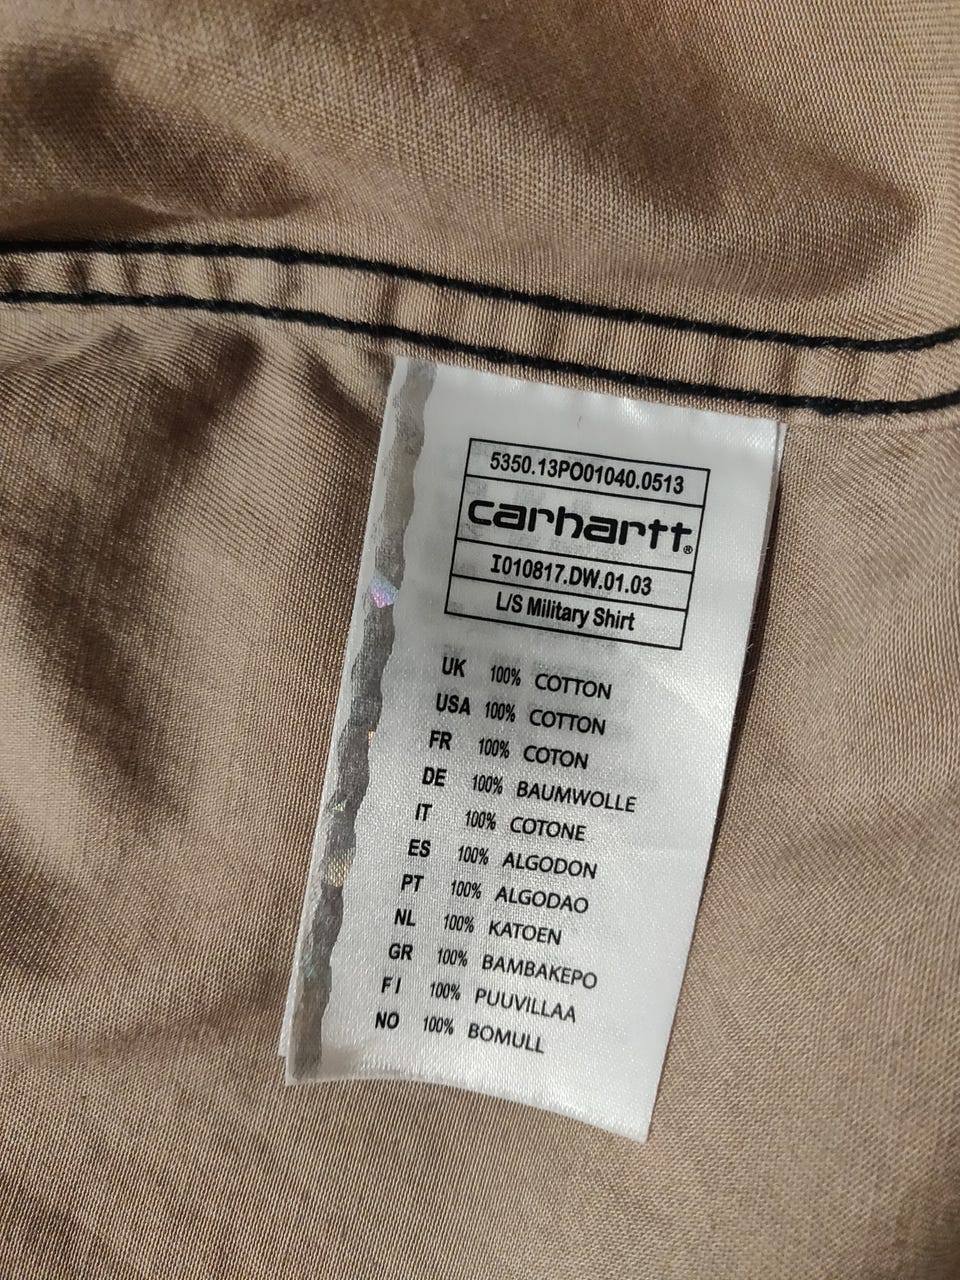 5350.13PO01040.0513
carhartt®
I010817.DW.01.03
L/S Military Shirt
UK 100% COTTON
USA 100% COTTON
FR 100% COTON
DE 100% BAUMWOLLE
IT 100% COTONE
ES 100% ALGODON
PT 100% ALGODAO
NL 100% KATOEN
GR 100% BAMBAKEPO
FI 100% PUUVILLAA
NO 100% BOMULL